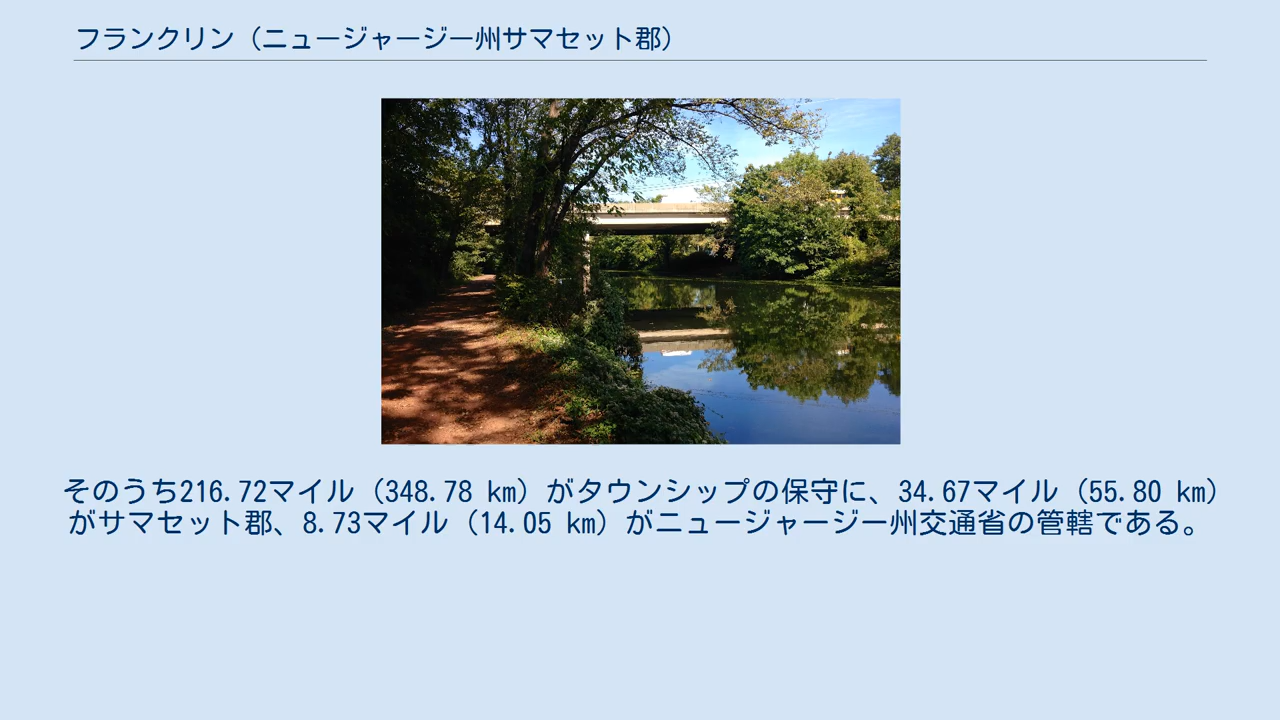 フランクリン（ニュージャージー州サマセット郡）
そのうち216.72マイル（348.78 km）がタウンシップの保守に、34.67マイル（55.80 km）
がサマセット郡、8.73マイル（14.05 km）がニュージャージー州交通省の管轄である。